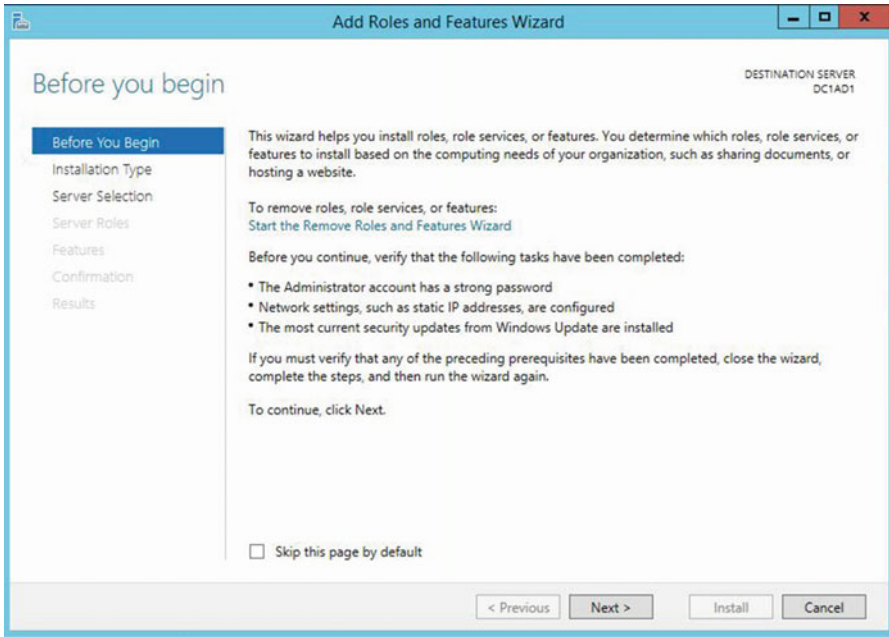 Add Roles and Features Wizard
Before you begin
DESTINATION SERVER
DC1AD1
Before You Begin
Installation Type
Server Selection
Server Roles
Features
Confirmation
Results
This wizard helps you install roles, role services, or features. You determine which roles, role services, or
features to install based on the computing needs of your organization, such as sharing documents, or
hosting a website.
To remove roles, role services, or features:
Start the Remove Roles and Features Wizard
Before you continue, verify that the following tasks have been completed:
• The Administrator account has a strong password
• Network settings, such as static IP addresses, are configured
• The most current security updates from Windows Update are installed
If you must verify that any of the preceding prerequisites have been completed, close the wizard,
complete the steps, and then run the wizard again.
To continue, click Next.
Skip this page by default
< Previous
Next >
Install
Cancel